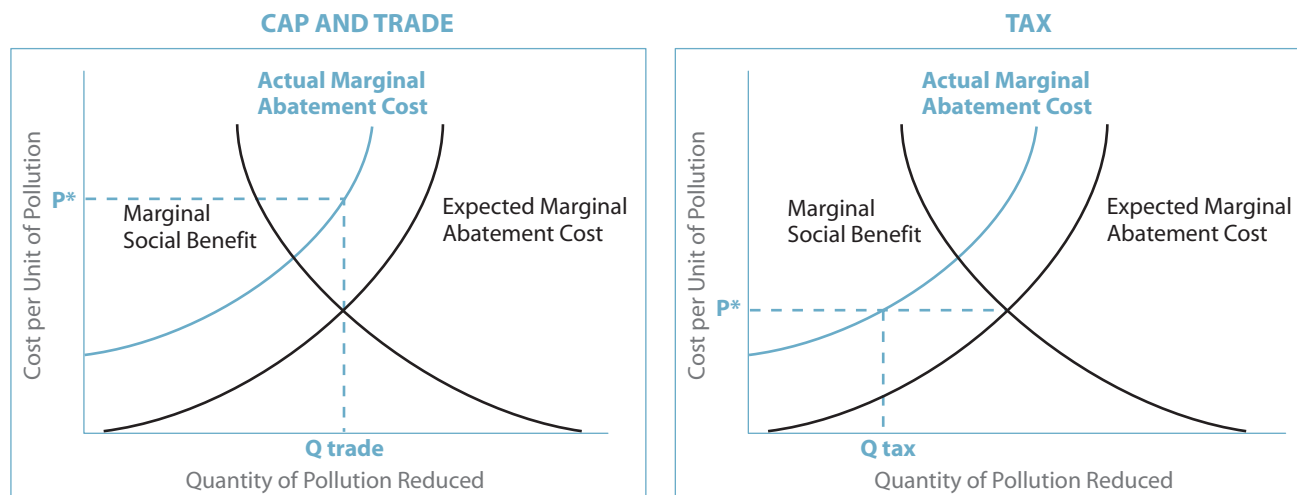 CAP AND TRADE
Cost per Unit of Pollution
Actual Marginal
Abatement Cost
P*
Marginal
Social Benefit
Expected Marginal
Abatement Cost
Q trade
Quantity of Pollution Reduced
TAX
Cost per Unit of Pollution
Actual Marginal
Abatement Cost
Marginal
Social Benefit
Expected Marginal
Abatement Cost
P*
Q tax
Quantity of Pollution Reduced